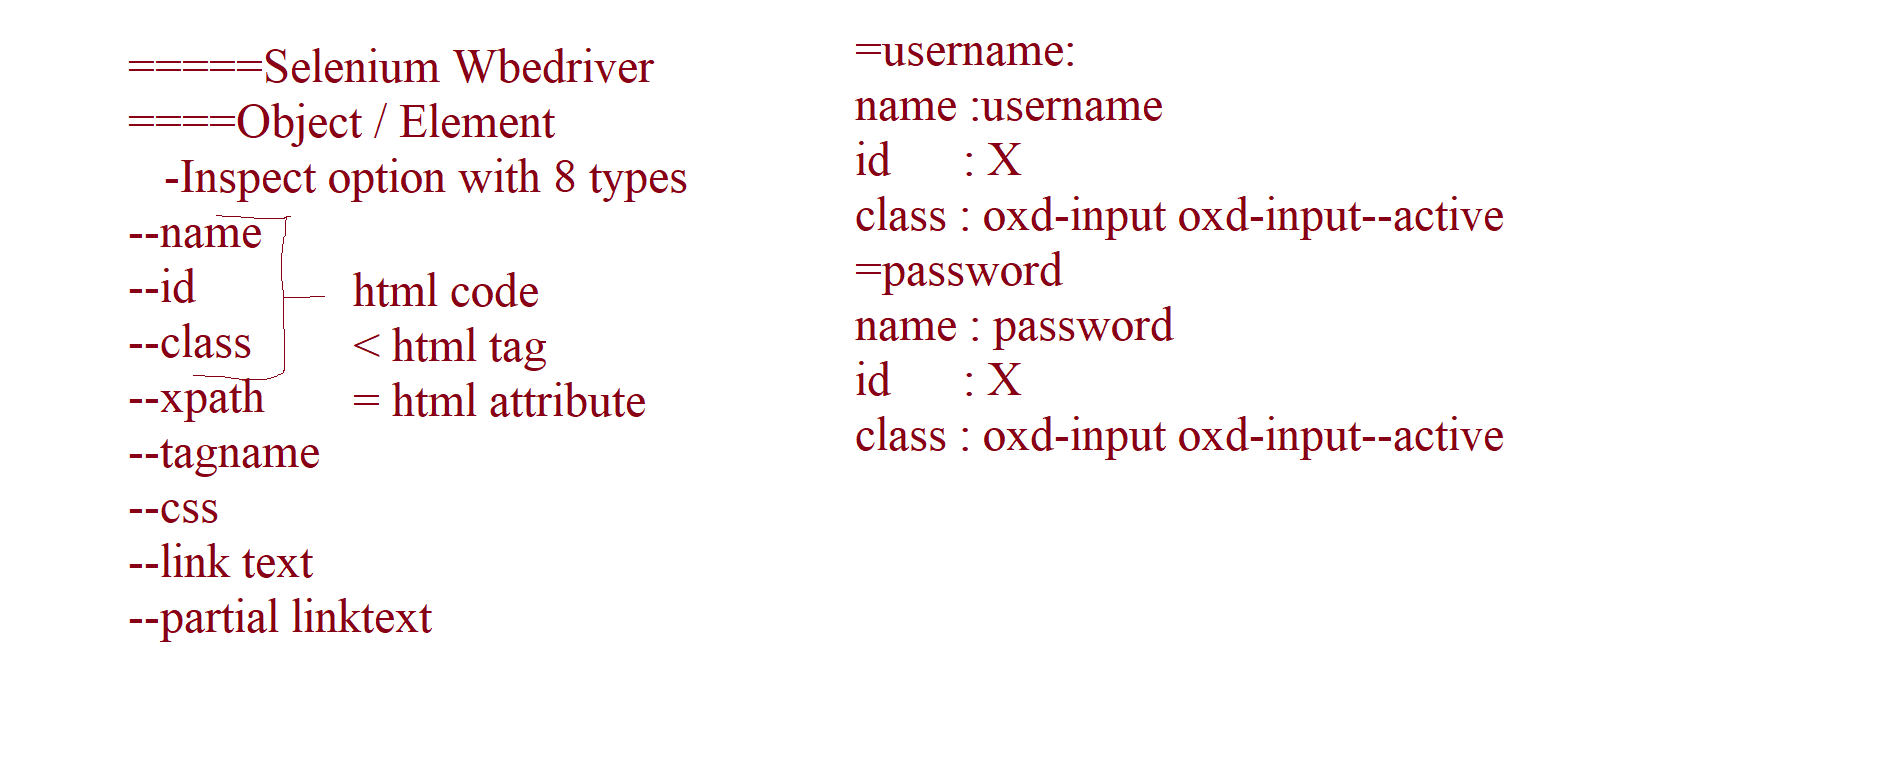 =====Selenium Wbedriver
====Object / Element
-Inspect option with 8 types
--name
--id
--class
--xpath
--tagname
--css
--link text
--partial linktext
html code
< html tag
= html attribute
=username:
name :username
id : X
class : oxd-input oxd-input--active
=password
name : password
id : X
class : oxd-input oxd-input--active